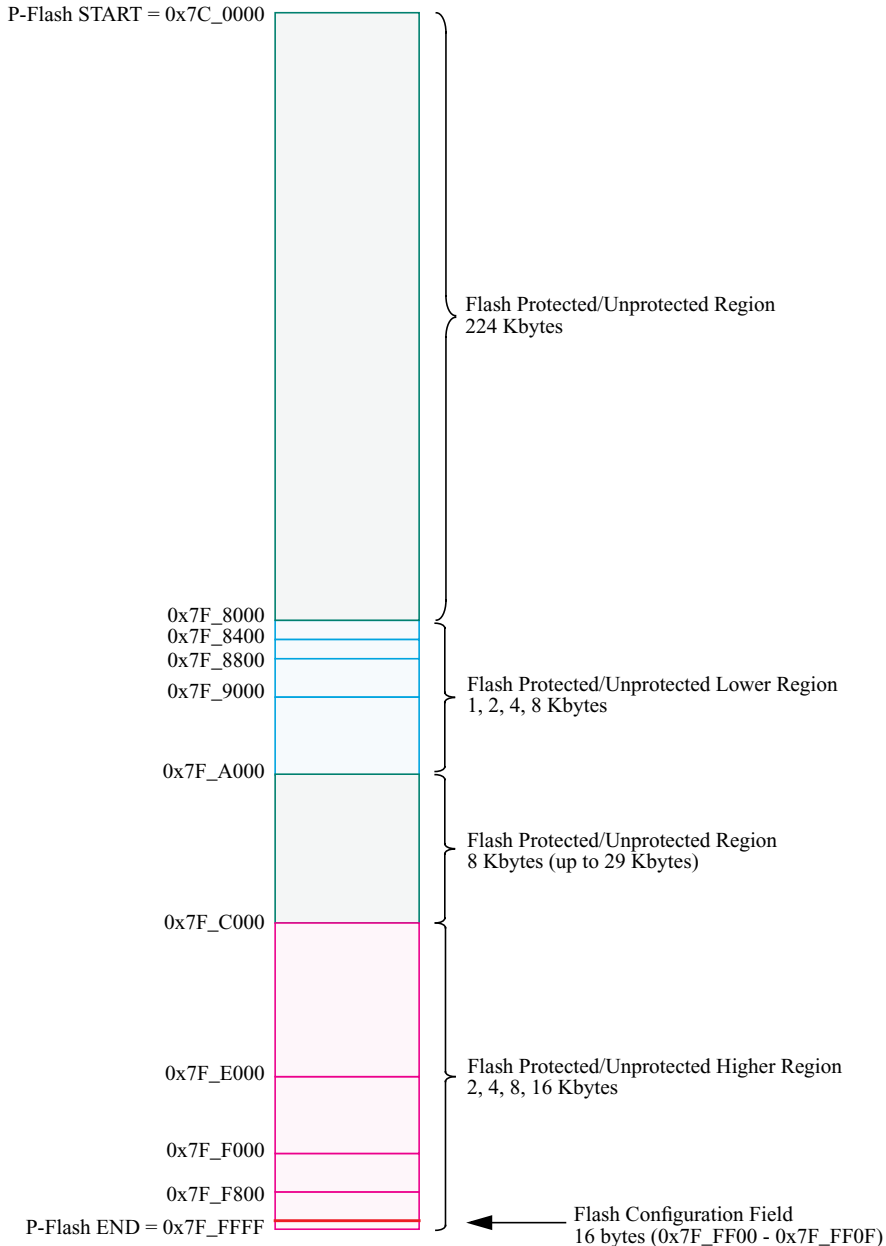 P-Flash START = 0x7C_0000
Flash Protected/Unprotected Region
224 Kbytes
0x7F_8000
0x7F_8400
0x7F_8800
0x7F_9000
Flash Protected/Unprotected Lower Region
1, 2, 4, 8 Kbytes
0x7F_A000
Flash Protected/Unprotected Region
8 Kbytes (up to 29 Kbytes)
0x7F_C000
0x7F_E000
Flash Protected/Unprotected Higher Region
2, 4, 8, 16 Kbytes
0x7F_F000
0x7F_F800
P-Flash END = 0x7F_FFFF
Flash Configuration Field
16 bytes (0x7F_FF00 - 0x7F_FF0F)